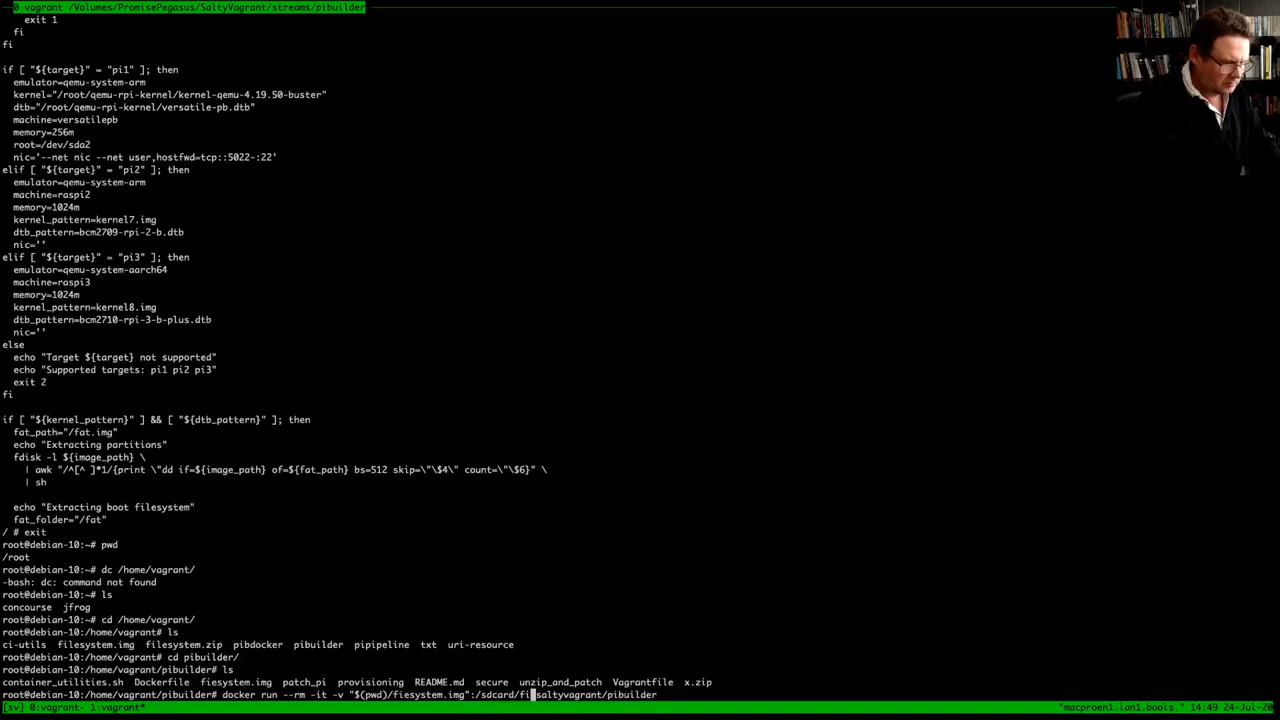 0 vagrant /Volumes/PromisePegasus/SaltyVagrant/streams/pibuilder
    exit 1
  fi
fi

if [ "${target}" = "pi1" ]; then
  emulator=qemu-system-arm
  kernel="/root/qemu-rpi-kernel/kernel-qemu-4.19.50-buster"
  dtb="/root/qemu-rpi-kernel/versatile-pb.dtb"
  machine=versatilepb
  memory=256m
  root=/dev/sda2
  nic='--net nic --net user,hostfwd=tcp::5022-:22'
elif [ "${target}" = "pi2" ]; then
  emulator=qemu-system-arm
  machine=raspi2
  memory=1024m
  kernel_pattern=kernel7.img
  dtb_pattern=bcm2709-rpi-2-b.dtb
  nic=''
elif [ "${target}" = "pi3" ]; then
  emulator=qemu-system-aarch64
  machine=raspi3
  memory=1024m
  kernel_pattern=kernel8.img
  dtb_pattern=bcm2710-rpi-3-b-plus.dtb
  nic=''
else
  echo "Target ${target} not supported"
  echo "Supported targets: pi1 pi2 pi3"
  exit 2
fi

if [ "${kernel_pattern}" ] && [ "${dtb_pattern}" ]; then
  fat_path="/fat.img"
  echo "Extracting partitions"
  fdisk -l ${image_path} \
    | awk "/^[^ ]*1/{print \"dd if=${image_path} of=${fat_path} bs=512 skip=\"\$4\" count=\"\$6}" \
    | sh

  echo "Extracting boot filesystem"
  fat_folder="/fat"
/ # exit
root@debian-10:~# pwd
/root
root@debian-10:~# dc /home/vagrant/
-bash: dc: command not found
root@debian-10:~# ls
concourse  jfrog
root@debian-10:~# cd /home/vagrant/
root@debian-10:/home/vagrant# ls
ci-utils  filesystem.img  filesystem.zip  pibdocker  pibuilder  pipipeline  txt  uri-resource
root@debian-10:/home/vagrant# cd pibuilder/
root@debian-10:/home/vagrant/pibuilder# ls
container_utilities.sh  Dockerfile  fiesystem.img  patch_pi  provisioning  README.md  secure  unzip_and_patch  Vagrantfile  x.zip
root@debian-10:/home/vagrant/pibuilder# docker run --rm -it -v "$(pwd)/fiesystem.img":/sdcard/fi saltyvagrant/pibuilder
[sv] 0:vagrant- 1:vagrant* "macproen1.lan1.bools." 14:49 24-Jul-20